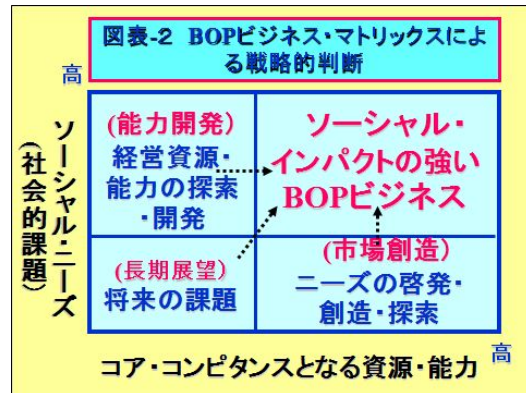 図表-2 BOPビジネス・マトリックスによ
る戦略的判断
高
ソーシャル・ニーズ
(社会的課題)
(能力開発)
経営資源・
能力の探索
・開発
ソーシャル・
インパクトの強い
BOPビジネス
(長期展望)
将来の課題
(市場創造)
ニーズの啓発・
創造・探索
高
コア・コンピタンスとなる資源・能力